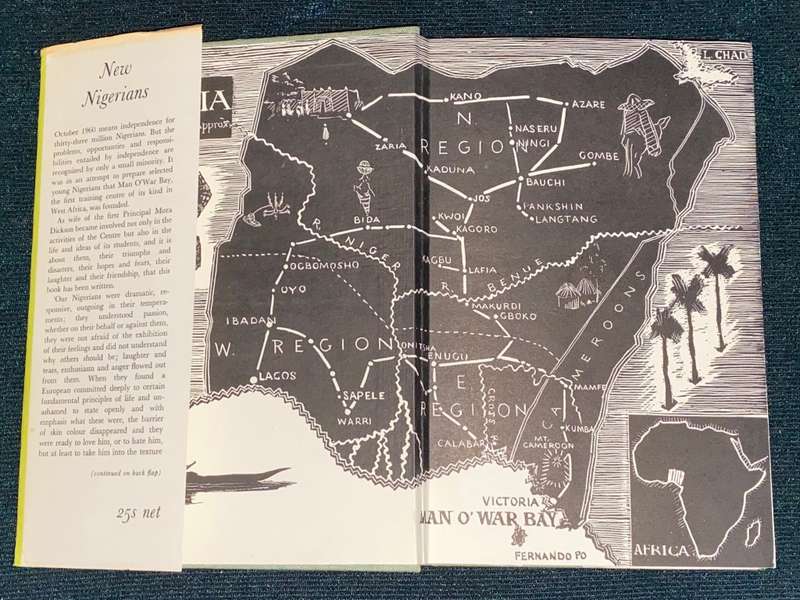 New
Nigerians
October 1960 means independence for
thirty-three million Nigerians. But the
problems, opportunities and responsi-
bilities entailed by independence are
recognised by only a small minority. It
was in an attempt to prepare selected
young Nigerians that Man O'War Bay,
the first training centre of its kind in
West Africa, was founded.
As wife of the first Principal Mora
Dickson became involved not only in the
activities of the Centre but also in the
life and ideas of its students, and it is
about them, their triumphs and
disasters, their hopes and fears, their
laughter and their friendship, that this
book has been written.
Our Nigerians were dramatic, re-
sponsive, outgoing in their tempera-
ments; they understood passion,
whether on their behalf or against them,
they were not afraid of the exhibition
of their feelings and did not understand
why others should be; laughter and
tears, enthusiasm and anger flowed out
from them. When they found a
European committed deeply to certain
fundamental principles of life and un-
ashamed to state openly and with
emphasis what these were, the barrier
of skin colour disappeared and they
were ready to love him, or to hate him,
but at least to take him into the texture
(continued on back flap)
25s net
IA
approx.
L. CHAD
KANO
AZARE
N.
REGION
NASERU
NINGI
ZARIA
KADUNA
GOMBE
BAUCHI
JOS
PANKSHIN
LANGTANG
BIDA
KWOI
KAGORO
R. NIGER
LAFIA
R. BENUE
OGBOMOSHO
OYO
MAKURDI
GBOKO
IBADAN
W. REGION
ONITSHA
ENUGU
CAMEROONS
LAGOS
E.
REGION
SAPELE
WARRI
CROSS R.
MAMFE
KUMBA
CALABAR
MT.
CAMEROON
VICTORIA
MAN O' WAR BAY
FERNANDO PO
AFRICA